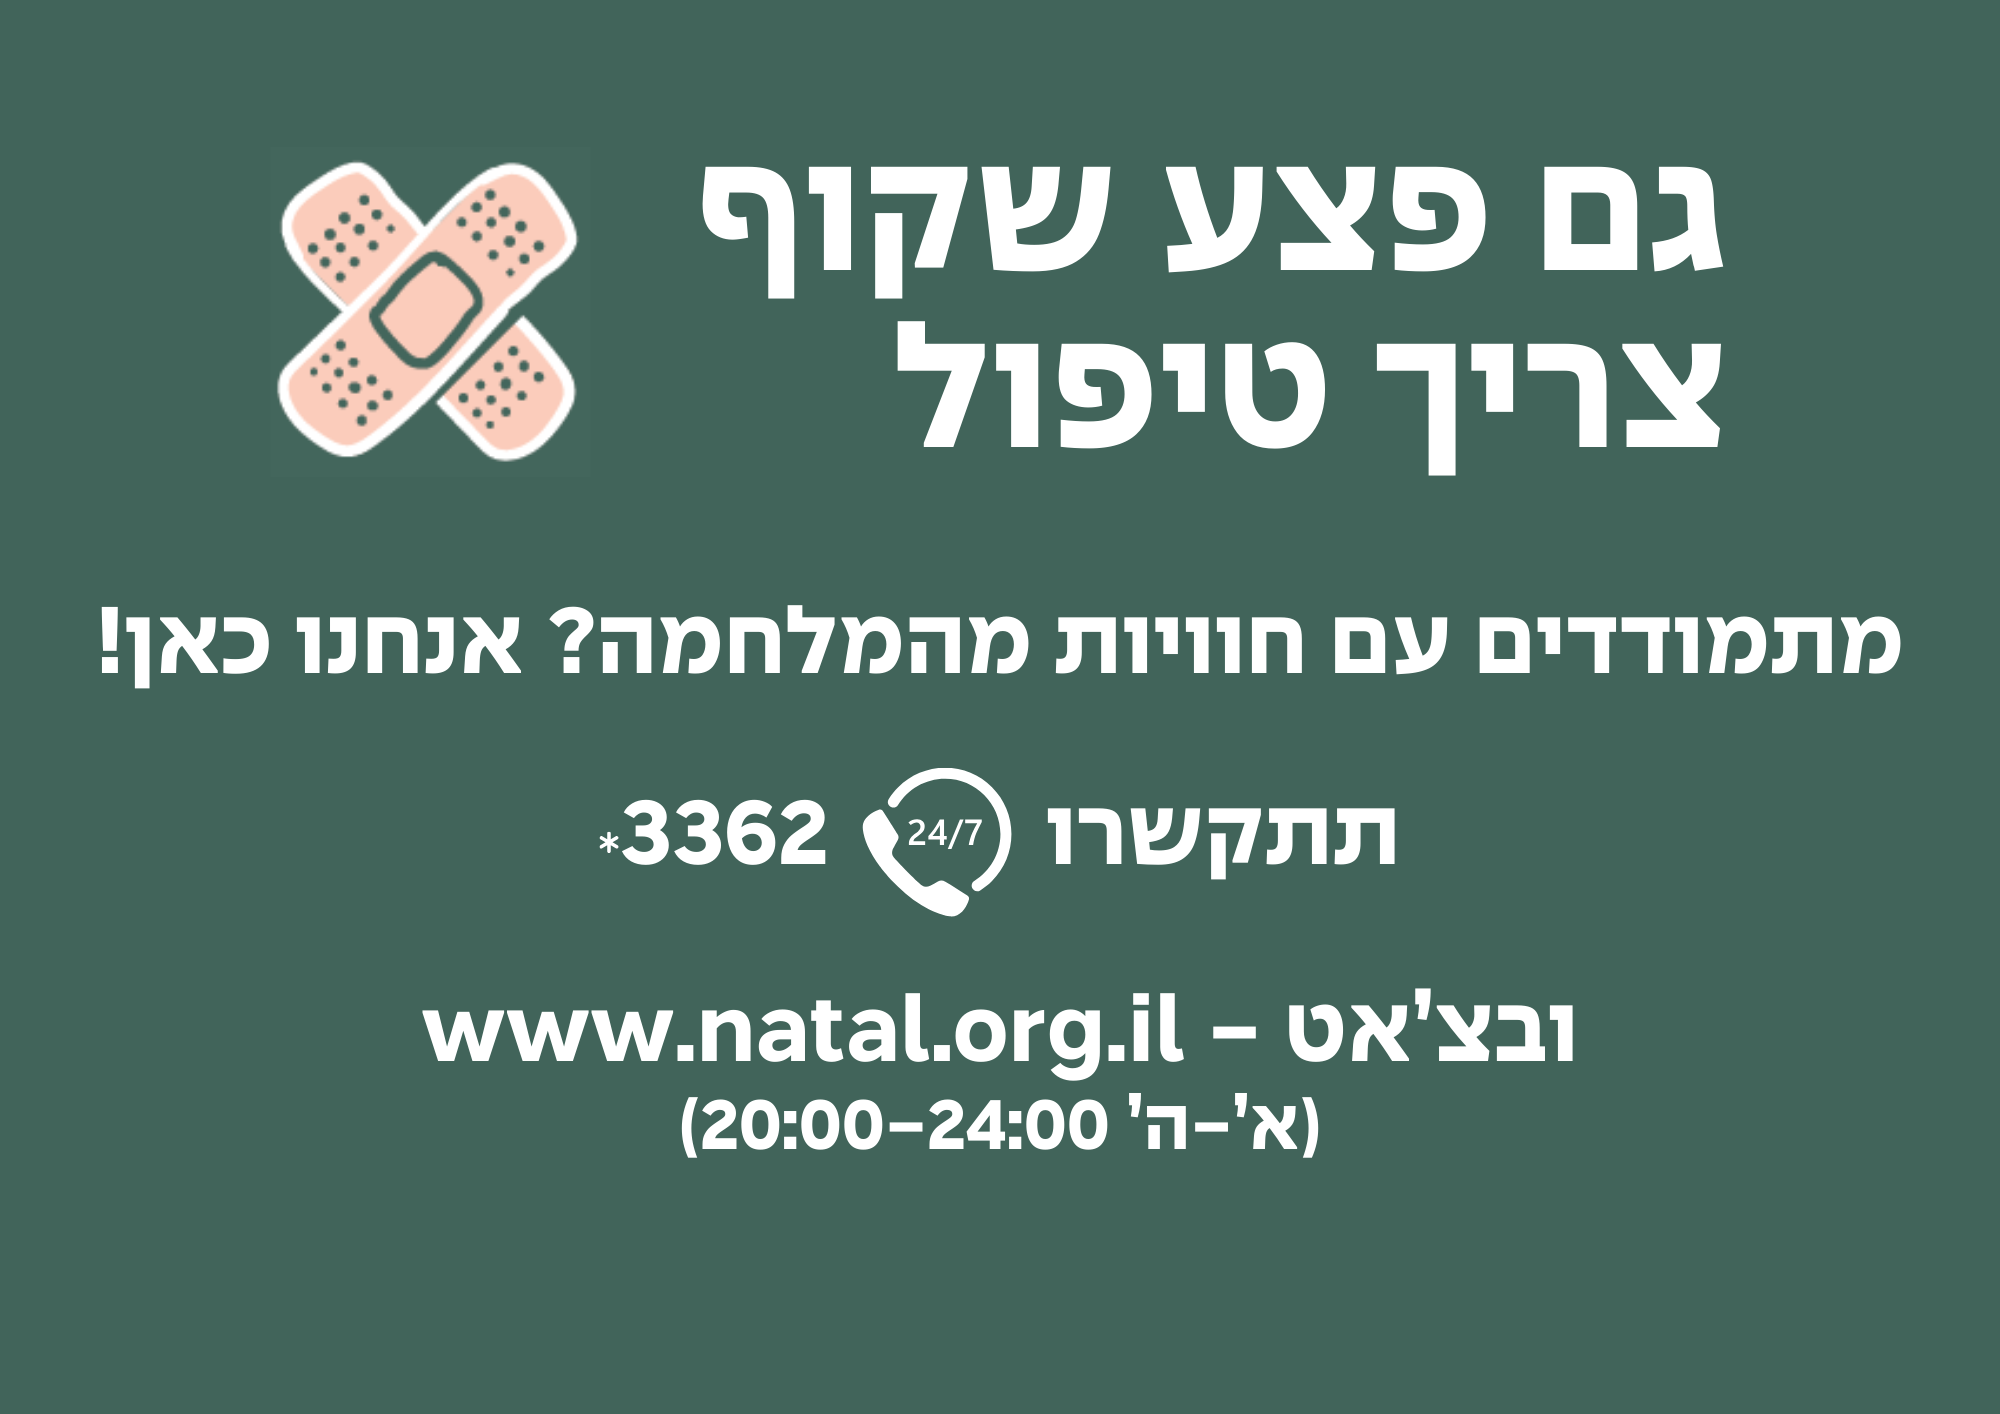 גם פצע שקוף
צריך טיפול
מתמודדים עם חוויות מהמלחמה? אנחנו כאן!
תתקשרו 24/7 *3362
ובצ'אט - www.natal.org.il
(א'-ה' 20:00-24:00)